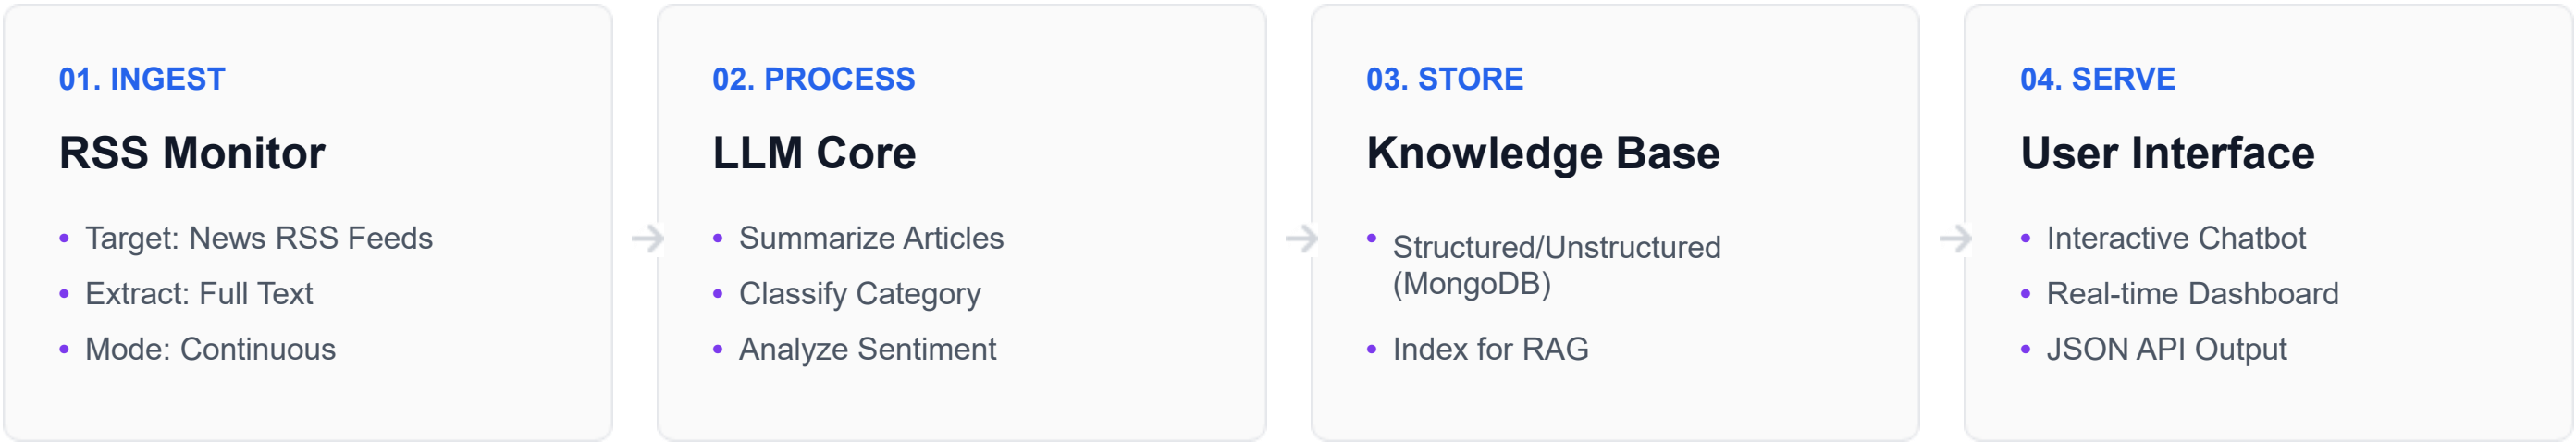 01. INGEST
RSS Monitor
• Target: News RSS Feeds
• Extract: Full Text
• Mode: Continuous
02. PROCESS
LLM Core
• Summarize Articles
• Classify Category
• Analyze Sentiment
03. STORE
Knowledge Base
• Structured/Unstructured
(MongoDB)
• Index for RAG
04. SERVE
User Interface
• Interactive Chatbot
• Real-time Dashboard
• JSON API Output